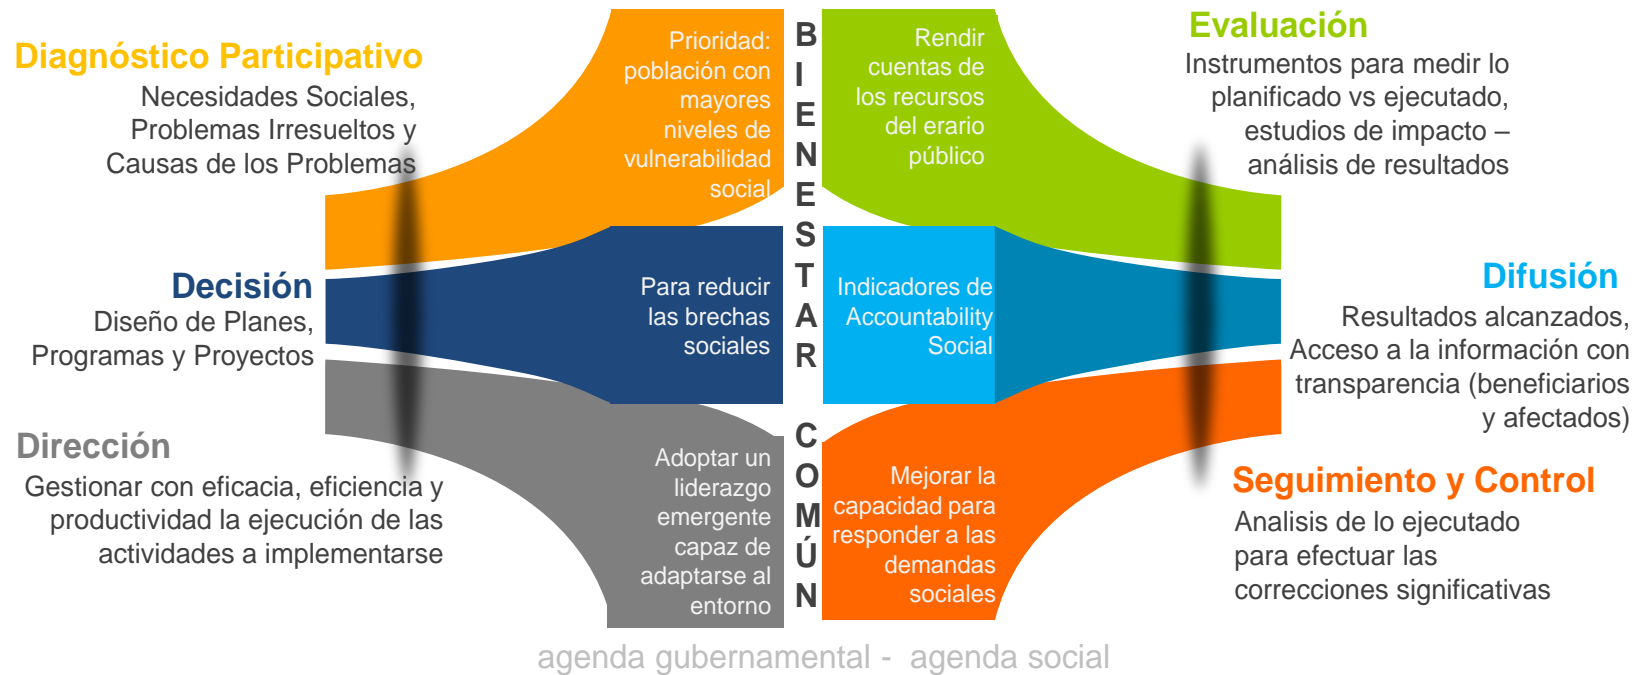 Diagnóstico Participativo
Necesidades Sociales,
Problemas Irresueltos y
Causas de los Problemas
Prioridad:
población con
mayores
niveles de
vulnerabilidad
social
Decisión
Diseño de Planes,
Programas y Proyectos
Para reducir
las brechas
sociales
Dirección
Gestionar con eficacia, eficiencia y
productividad la ejecución de las
actividades a implementarse
Adoptar un
liderazgo
emergente
capaz de
adaptarse al
entorno
B
I
E
N
E
S
T
A
R
C
O
M
Ú
N
Rendir
cuentas de
los recursos
del erario
público
Evaluación
Instrumentos para medir lo
planificado vs ejecutado,
estudios de impacto –
análisis de resultados
Indicadores de
Accountability
Social
Difusión
Resultados alcanzados,
Acceso a la información con
transparencia (beneficiarios
y afectados)
Mejorar la
capacidad para
responder a las
demandas
sociales
Seguimiento y Control
Analisis de lo ejecutado
para efectuar las
correcciones significativas
agenda gubernamental - agenda social